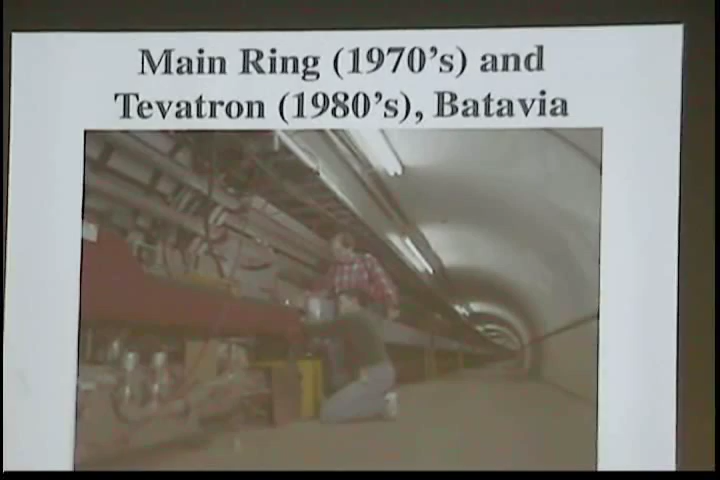 Main Ring (1970's) and
Tevatron (1980's), Batavia